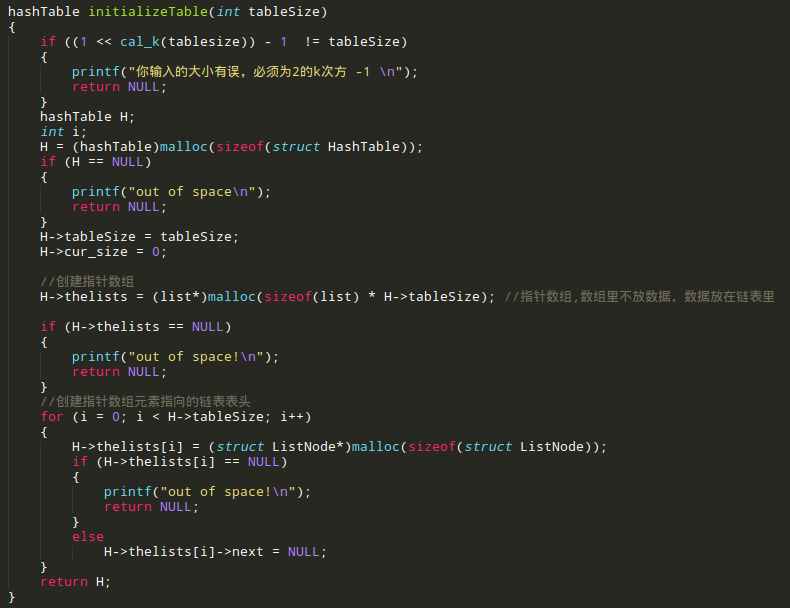 hashTable initializeTable(int tableSize)
{
    if ((1 << cal_k(tablesize)) - 1  != tableSize)
    {
        printf("你输入的大小有误，必须为2的k次方 -1 \n");
        return NULL;
    }
    hashTable H;
    int i;
    H = (hashTable)malloc(sizeof(struct HashTable));
    if (H == NULL)
    {
        printf("out of space\n");
        return NULL;
    }
    H->tableSize = tableSize;
    H->cur_size = 0;

    //创建指针数组
    H->thelists = (list*)malloc(sizeof(list) * H->tableSize); //指针数组,数组里不放数据，数据放在链表里

    if (H->thelists == NULL)
    {
        printf("out of space!\n");
        return NULL;
    }
    //创建指针数组元素指向的链表表头
    for (i = 0; i < H->tableSize; i++)
    {
        H->thelists[i] = (struct ListNode*)malloc(sizeof(struct ListNode));
        if (H->thelists[i] == NULL)
        {
            printf("out of space!\n");
            return NULL;
        }
        else
            H->thelists[i]->next = NULL;
    }
    return H;
}